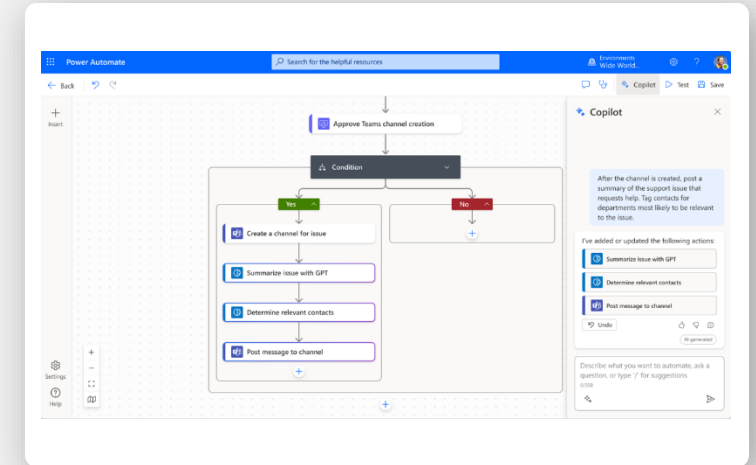 Power Automate
Search for the helpful resources
Environments
Wide World...
?
Back
Copilot
Test
Save
Insert
Approve Teams channel creation
Condition
Yes
No
Create a channel for issue
Summarize issue with GPT
Determine relevant contacts
Post message to channel
Settings
Help
Copilot
After the channel is created, post a
summary of the support issue that
requests help. Tag contacts for
departments most likely to be relevant
to the issue.
I've added or updated the following actions:
Summarize issue with GPT
Determine relevant contacts
Post message to channel
Undo
AI generated
Describe what you want to automate, ask a
question, or type '/' for suggestions